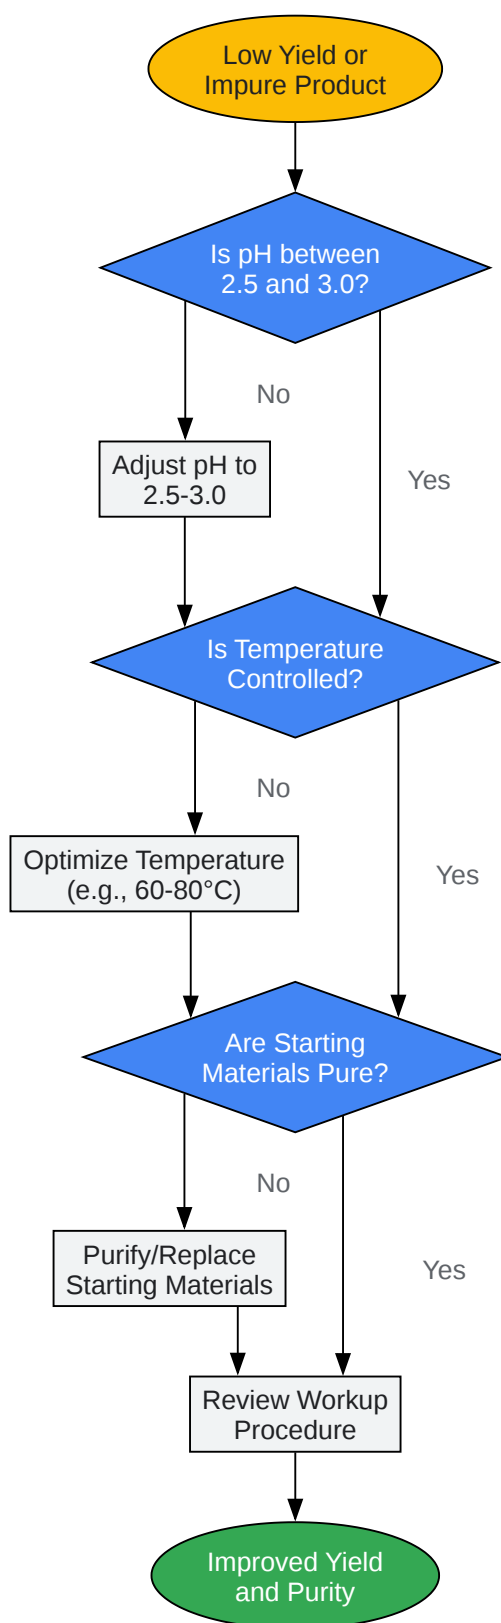 Low Yield or
Impure Product
Is pH between
2.5 and 3.0?
No
Adjust pH to
2.5-3.0
Yes
Is Temperature
Controlled?
No
Optimize Temperature
(e.g., 60-80°C)
Yes
Are Starting
Materials Pure?
No
Purify/Replace
Starting Materials
Yes
Review Workup
Procedure
Improved Yield
and Purity